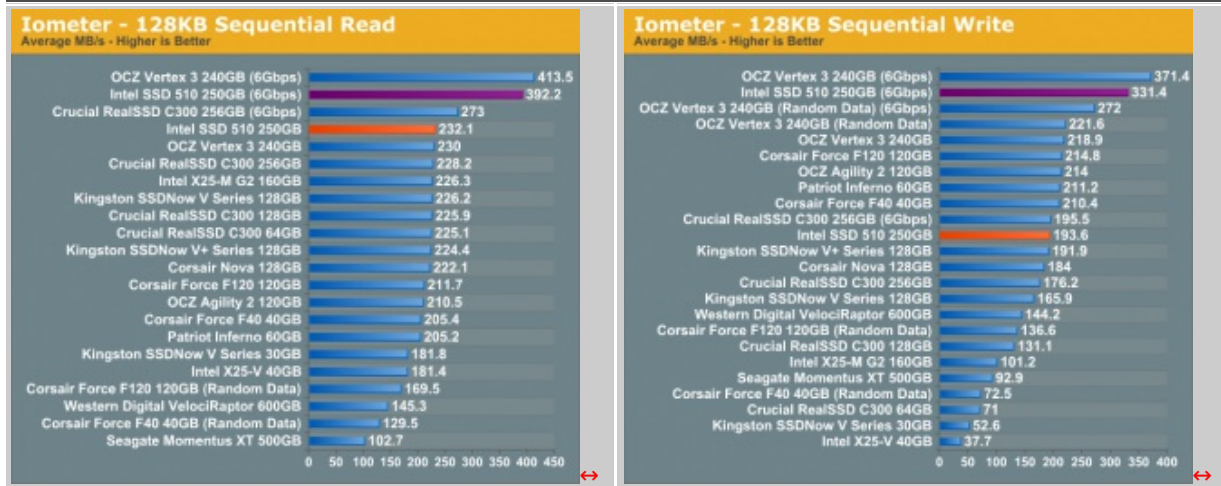 Iometer - 128KB Sequential Read
Average MB/s - Higher is Better
OCZ Vertex 3 240GB (6Gbps) 413.5
Intel SSD 510 250GB (6Gbps) 392.2
Crucial RealSSD C300 256GB (6Gbps) 273
Intel SSD 510 250GB 232.1
OCZ Vertex 3 240GB 230
Crucial RealSSD C300 256GB 228.2
Intel X25-M G2 160GB 226.3
Kingston SSDNow V Series 128GB 226.2
Crucial RealSSD C300 128GB 225.9
Crucial RealSSD C300 64GB 225.1
Kingston SSDNow V+ Series 128GB 224.4
Corsair Nova 128GB 222.1
Corsair Force F120 120GB 211.7
OCZ Agility 2 120GB 210.5
Corsair Force F40 40GB 205.4
Patriot Inferno 60GB 205.2
Kingston SSDNow V Series 30GB 181.8
Intel X25-V 40GB 181.4
Corsair Force F120 120GB (Random Data) 169.5
Western Digital VelociRaptor 600GB 145.3
Corsair Force F40 40GB (Random Data) 129.5
Seagate Momentus XT 500GB 102.7
0 50 100 150 200 250 300 350 400 450
Iometer - 128KB Sequential Write
Average MB/s - Higher is Better
OCZ Vertex 3 240GB (6Gbps) 371.4
Intel SSD 510 250GB (6Gbps) 331.4
OCZ Vertex 3 240GB (Random Data) (6Gbps) 272
OCZ Vertex 3 240GB (Random Data) 221.6
OCZ Vertex 3 240GB 218.9
Corsair Force F120 120GB 214.8
OCZ Agility 2 120GB 214
Patriot Inferno 60GB 211.2
Corsair Force F40 40GB 210.4
Crucial RealSSD C300 256GB (6Gbps) 195.5
Intel SSD 510 250GB 193.6
Kingston SSDNow V+ Series 128GB 191.9
Corsair Nova 128GB 184
Crucial RealSSD C300 256GB 176.2
Kingston SSDNow V Series 128GB 165.9
Western Digital VelociRaptor 600GB 144.2
Corsair Force F120 120GB (Random Data) 136.6
Crucial RealSSD C300 128GB 131.1
Intel X25-M G2 160GB 101.2
Seagate Momentus XT 500GB 92.9
Corsair Force F40 40GB (Random Data) 72.5
Crucial RealSSD C300 64GB 71
Kingston SSDNow V Series 30GB 52.6
Intel X25-V 40GB 37.7
0 50 100 150 200 250 300 350 400